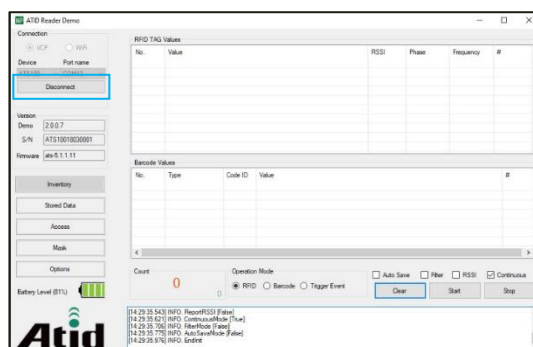 ATID Reader Demo
Connection
VCP
WiFi
Device
Port name
ATS100
COM12
Disconnect
Version
Demo
2.0.0.7
S/N
ATS10018030001
Firmware
ats-5.1.1.11
Inventory
Stored Data
Access
Mask
Options
Battery Level (81%)
Atid
RFID TAG Values
No. Value RSSI Phase Frequency #
Barcode Values
No. Type Code ID Value #
Count
0
0
Operation Mode
RFID Barcode Trigger Event
Auto Save Filter RSSI Continuous
Clear Start Stop
[14:29:35.543] INFO. ReportRSSI [False]
[14:29:35.621] INFO. ContinuousMode [True]
[14:29:35.706] INFO. FilterMode [False]
[14:29:35.775] INFO. AutoSaveMode [False]
[14:29:35.976] INFO. EndInit